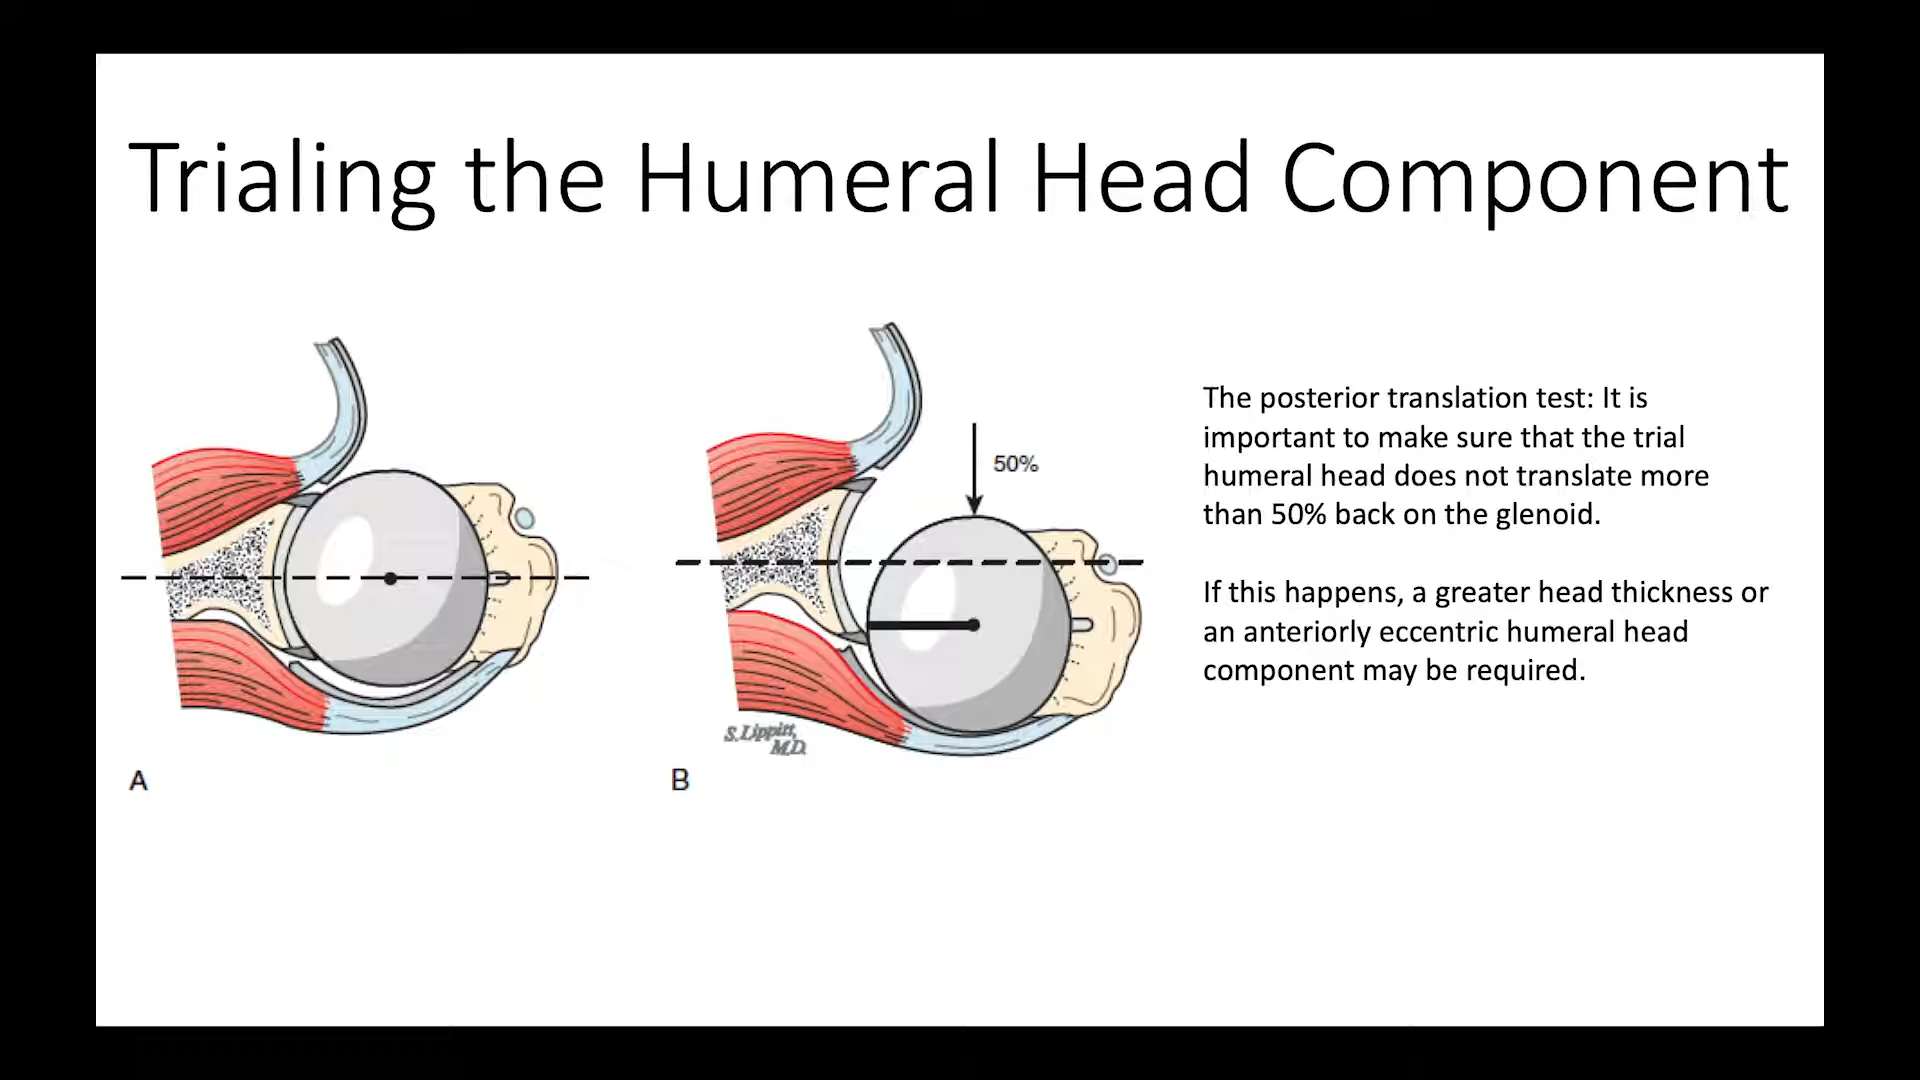 Trialing the Humeral Head Component
50%
The posterior translation test: It is
important to make sure that the trial
humeral head does not translate more
than 50% back on the glenoid.
If this happens, a greater head thickness or
an anteriorly eccentric humeral head
component may be required.
S. Lippitt,
M.D.
A
B